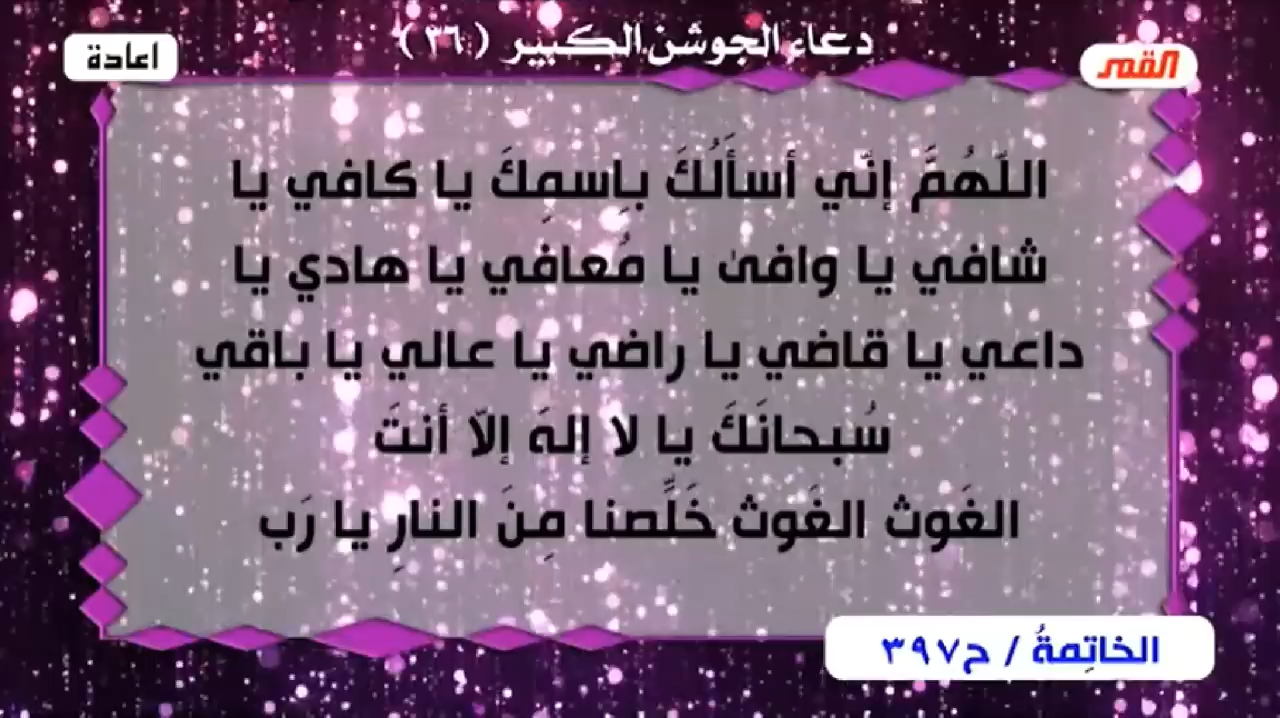 دعاء الجوشن الكبير (٣٦)
اعادة
القمر
اللّهُمَّ إنّي أسأَلُكَ بـِاسمِكَ يا كافي يا
شافي يا وافىٰ يا مُعافي يا هادي يا
داعي يا قاضي يا راضي يا عالي يا باقي
سُبحانَكَ يا لا إلهَ إلاّ أنتَ
الغَوث الغَوث خَلِّصنا مِنَ النارِ يا رَب
الخاتِمةُ / ح٣٩٧